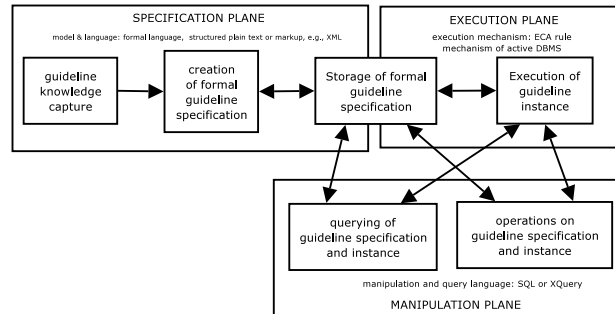 SPECIFICATION PLANE
model & language: formal language, structured plain text or markup, e.g., XML
guideline
knowledge
capture
creation
of formal
guideline
specification
Storage of formal
guideline
specification
EXECUTION PLANE
execution mechanism: ECA rule
mechanism of active DBMS
Execution of
guideline
instance
querying of
guideline specification
and instance
operations on
guideline specification
and instance
manipulation and query language: SQL or XQuery
MANIPULATION PLANE